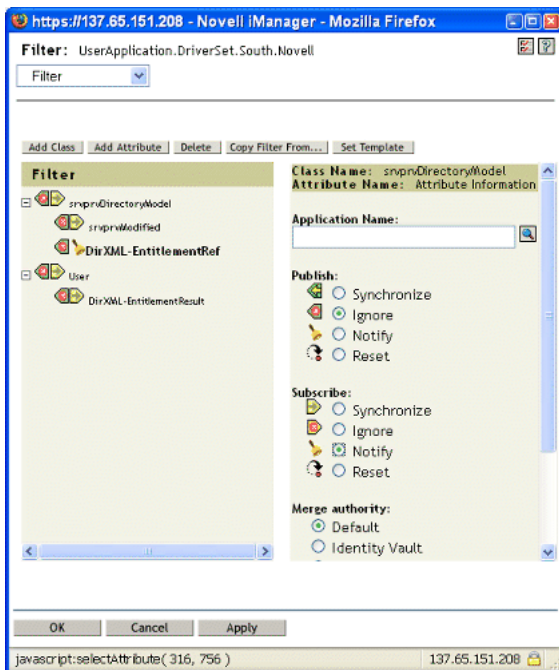 https://137.65.151.208 - Novell iManager - Mozilla Firefox
Filter: UserApplication.DriverSet.South.Novell
Filter
Add Class Add Attribute Delete Copy Filter From... Set Template
Filter
srvprvDirectoryModel
srvprvModified
DirXML-EntitlementRef
User
DirXML-EntitlementResult
Class Name: srvprvDirectoryModel
Attribute Name: Attribute Information
Application Name:
Publish:
Synchronize
Ignore
Notify
Reset
Subscribe:
Synchronize
Ignore
Notify
Reset
Merge authority:
Default
Identity Vault
OK Cancel Apply
javascript:selectAttribute( 316, 756 ) 137.65.151.208